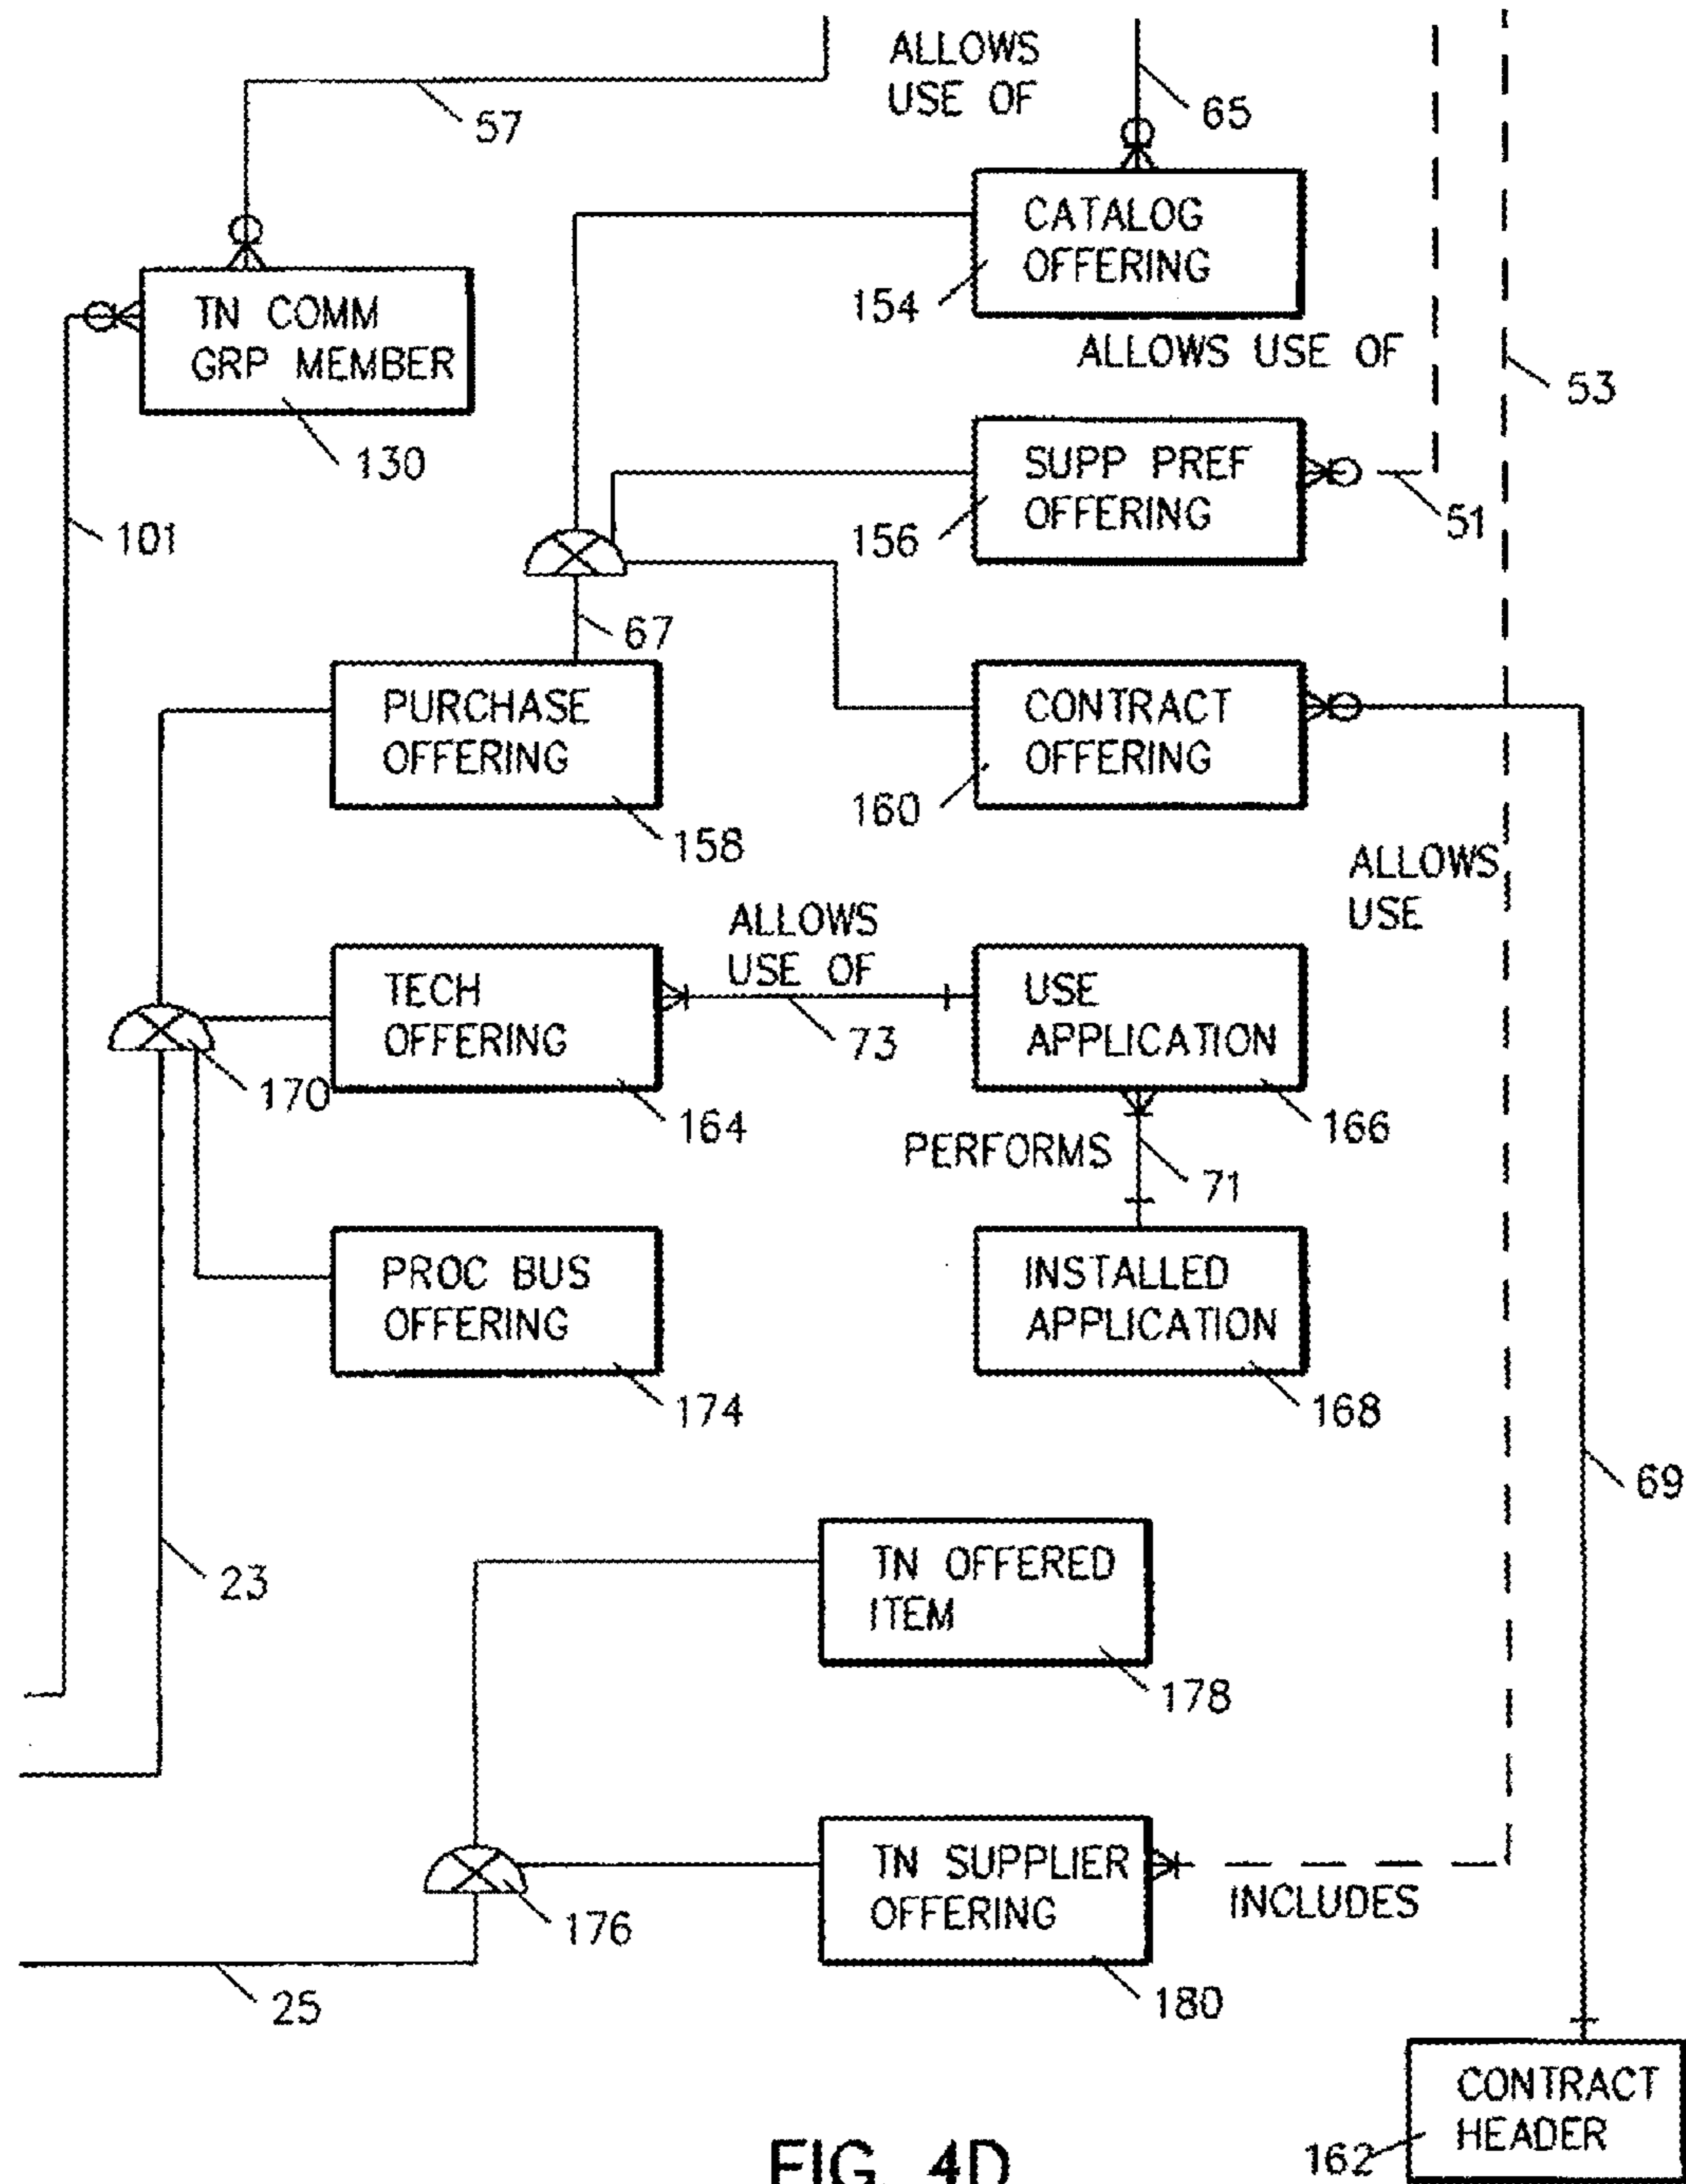 ALLOWS
USE OF
57
65
CATALOG
OFFERING
154
TN COMM
GRP MEMBER
130
ALLOWS USE OF
53
SUPP PREF
OFFERING
156
51
101
67
PURCHASE
OFFERING
158
CONTRACT
OFFERING
160
ALLOWS
USE
ALLOWS
USE OF
TECH
OFFERING
164
73
USE
APPLICATION
166
170
PERFORMS
71
PROC BUS
OFFERING
174
INSTALLED
APPLICATION
168
69
23
TN OFFERED
ITEM
178
TN SUPPLIER
OFFERING
180
INCLUDES
176
25
CONTRACT
HEADER
162
FIG. 4D